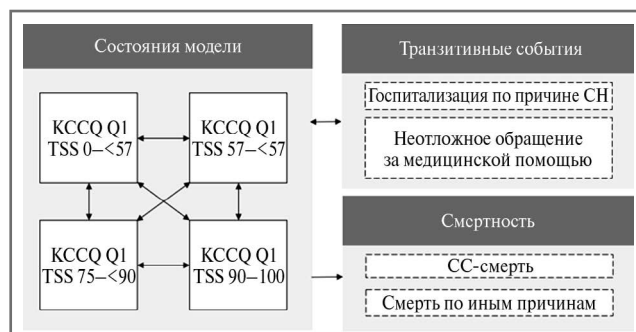 Состояния модели
KCCQ Q1
TSS 0–<57
KCCQ Q1
TSS 57–<57
KCCQ Q1
TSS 75–<90
KCCQ Q1
TSS 90–100
Транзитивные события
Госпитализация по причине СН
Неотложное обращение
за медицинской помощью
Смертность
СС-смерть
Смерть по иным причинам